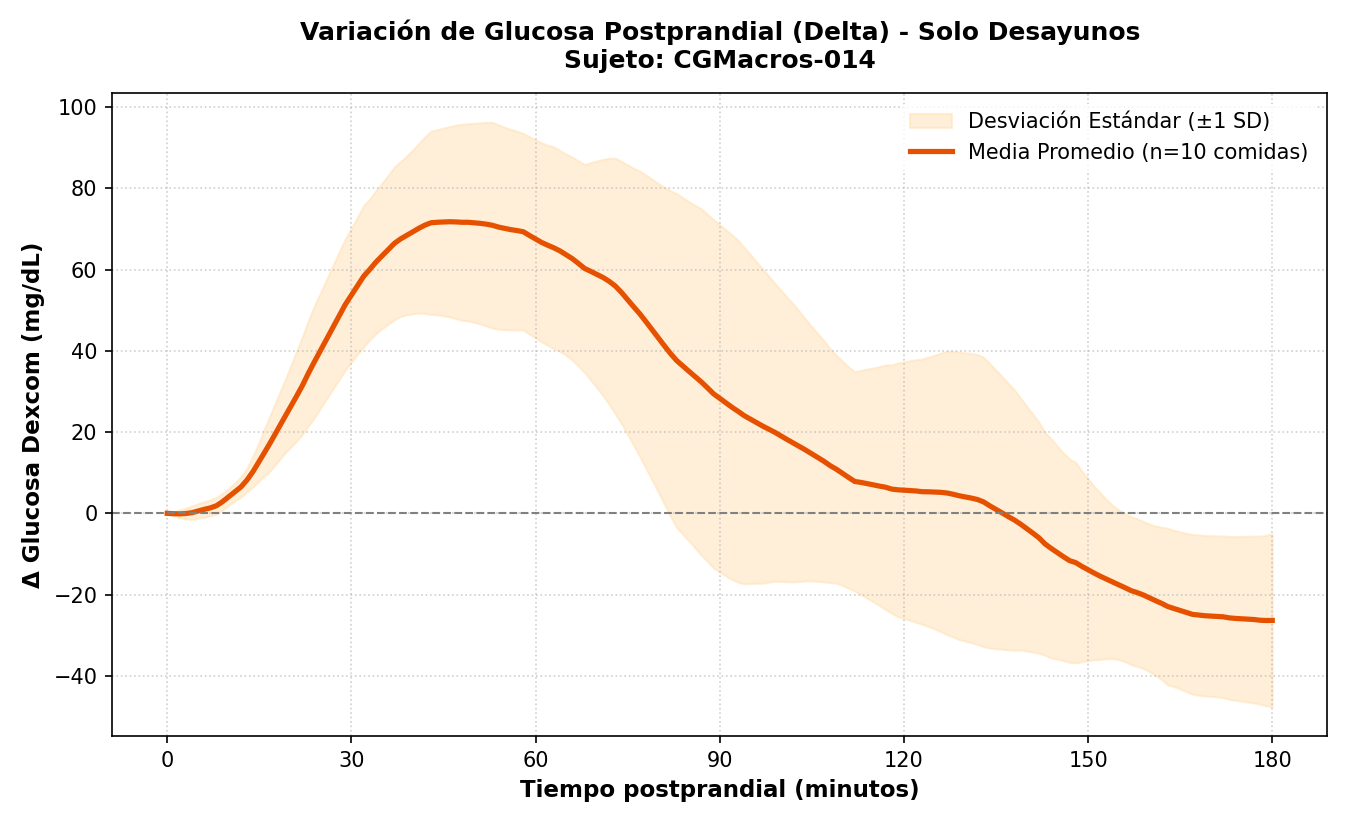 Variación de Glucosa Postprandial (Delta) - Solo Desayunos
Sujeto: CGMacros-014
Desviación Estándar (±1 SD)
Media Promedio (n=10 comidas)
Δ Glucosa Dexcom (mg/dL)
100
80
60
40
20
0
−20
−40
0 30 60 90 120 150 180
Tiempo postprandial (minutos)